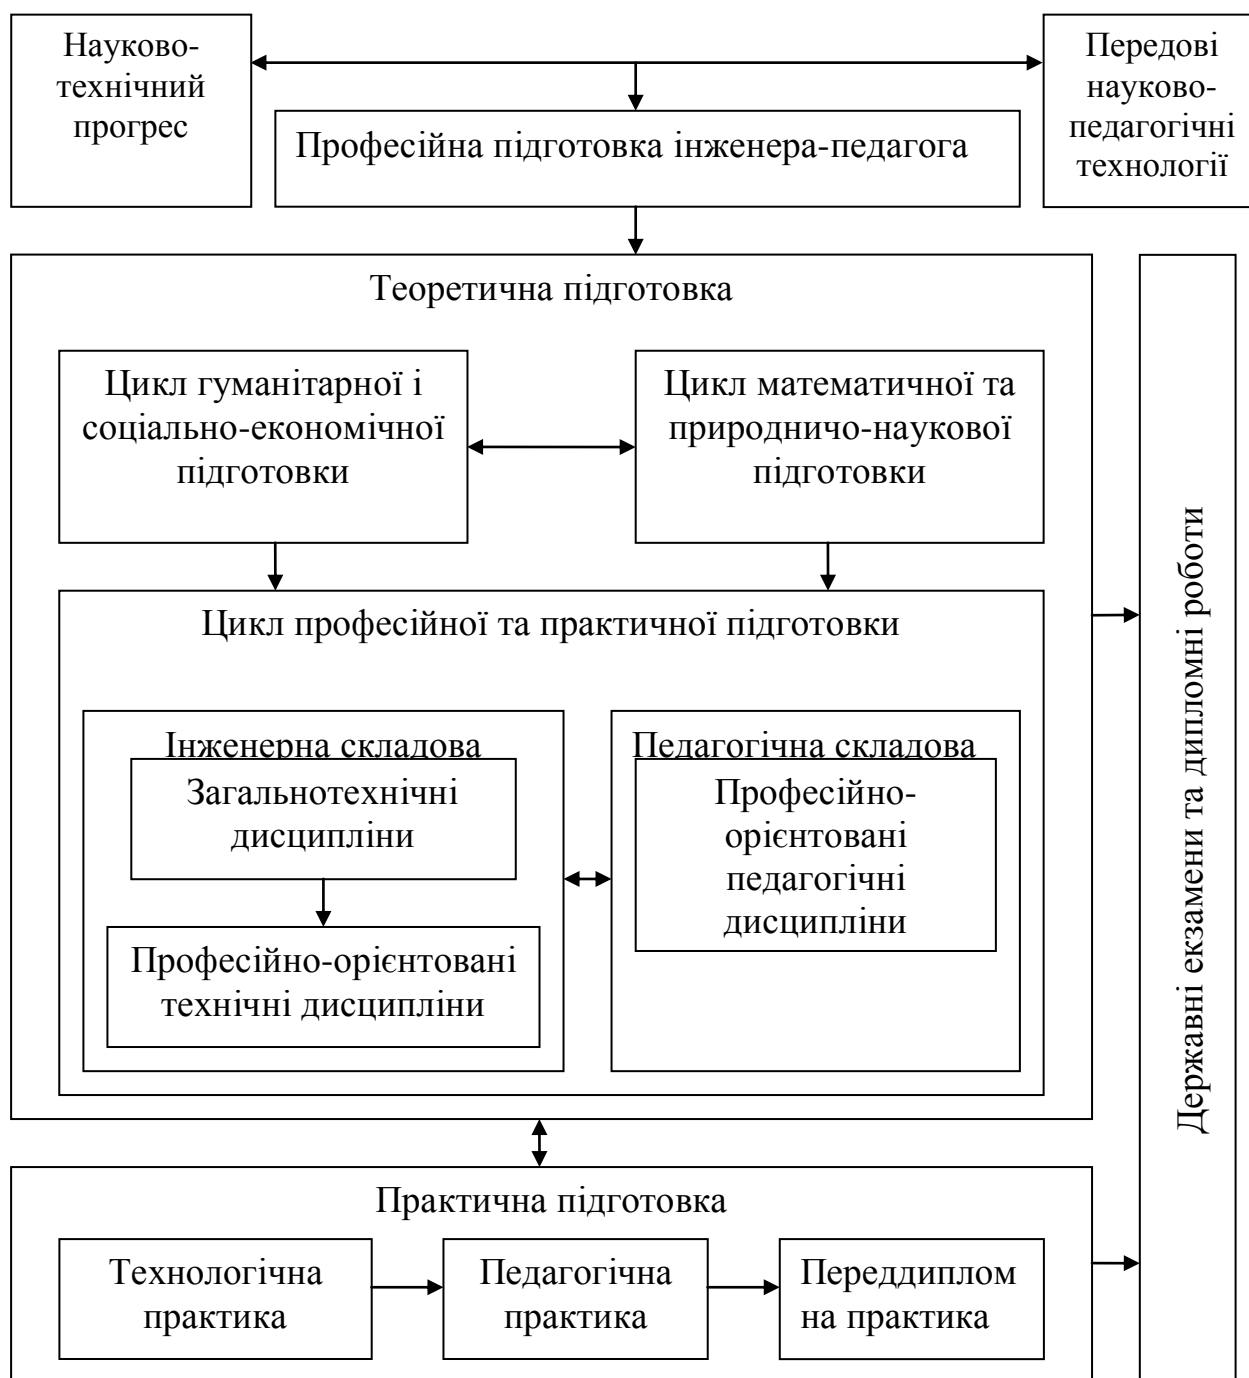 Науково-
технічний
прогрес
Передові
науково-
педагогічні
технології
Професійна підготовка інженера-педагога
Теоретична підготовка
Цикл гуманітарної і
соціально-економічної
підготовки
Цикл математичної та
природничо-наукової
підготовки
Цикл професійної та практичної підготовки
Інженерна складова
Загальнотехнічні
дисципліни
Професійно-орієнтовані
технічні дисципліни
Педагогічна складова
Професійно-
орієнтовані
педагогічні
дисципліни
Державні екзамени та дипломні роботи
Практична підготовка
Технологічна
практика
Педагогічна
практика
Переддиплом
на практика